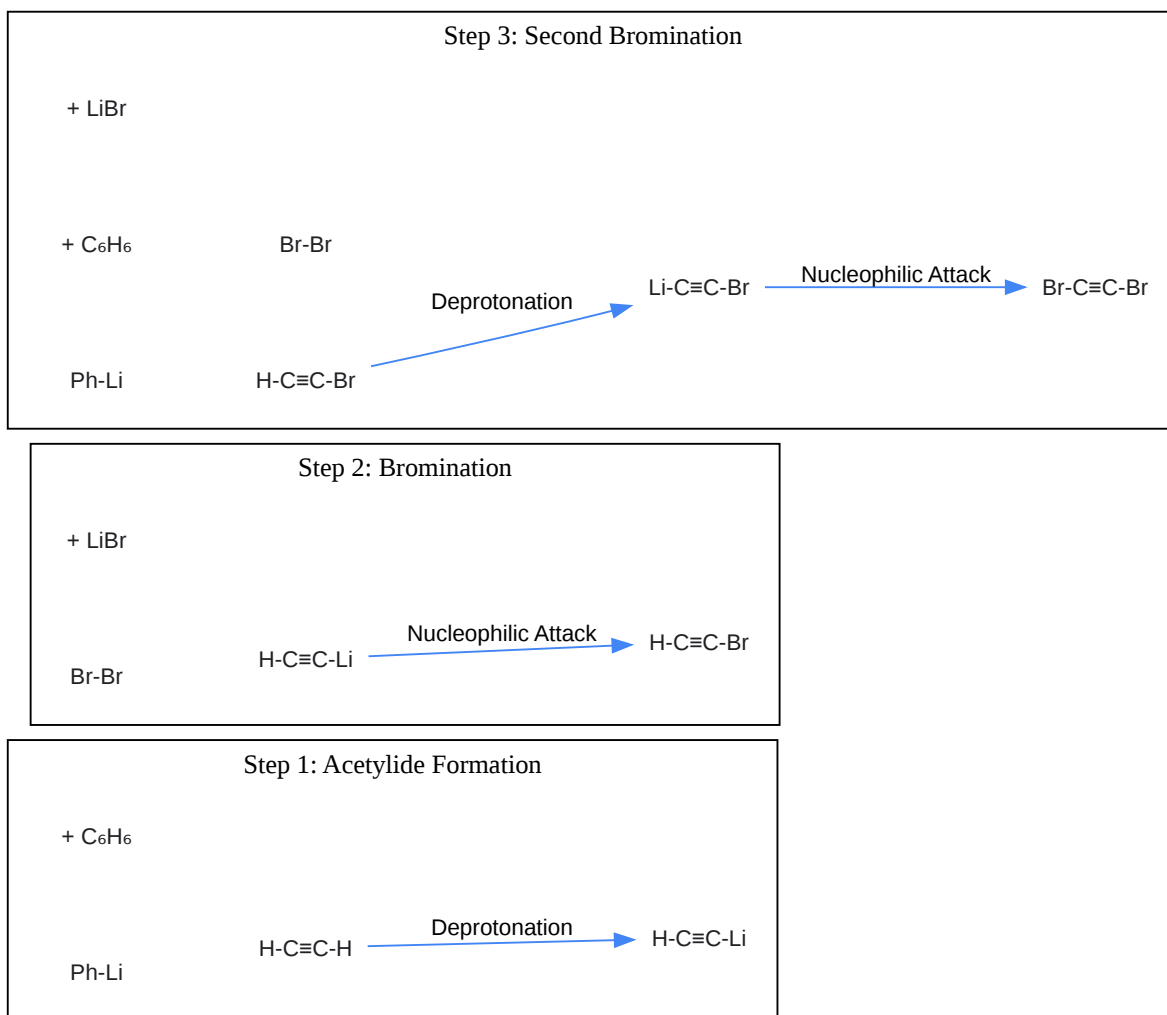 Step 3: Second Bromination
+ LiBr
+ C₆H₆
Br-Br
Deprotonation
Li-C≡C-Br
Nucleophilic Attack
Br-C≡C-Br
Ph-Li
H-C≡C-Br
Step 2: Bromination
+ LiBr
Br-Br
H-C≡C-Li
Nucleophilic Attack
H-C≡C-Br
Step 1: Acetylide Formation
+ C₆H₆
Ph-Li
H-C≡C-H
Deprotonation
H-C≡C-Li